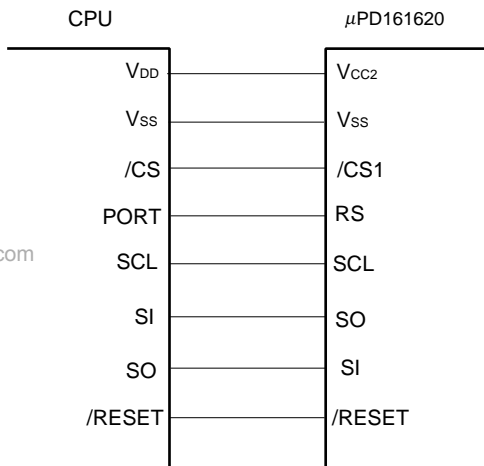 CPU μPD161620
VDD VCC2
VSS VSS
/CS /CS1
PORT RS
com
SCL SCL
SI SO
SO SI
/RESET /RESET